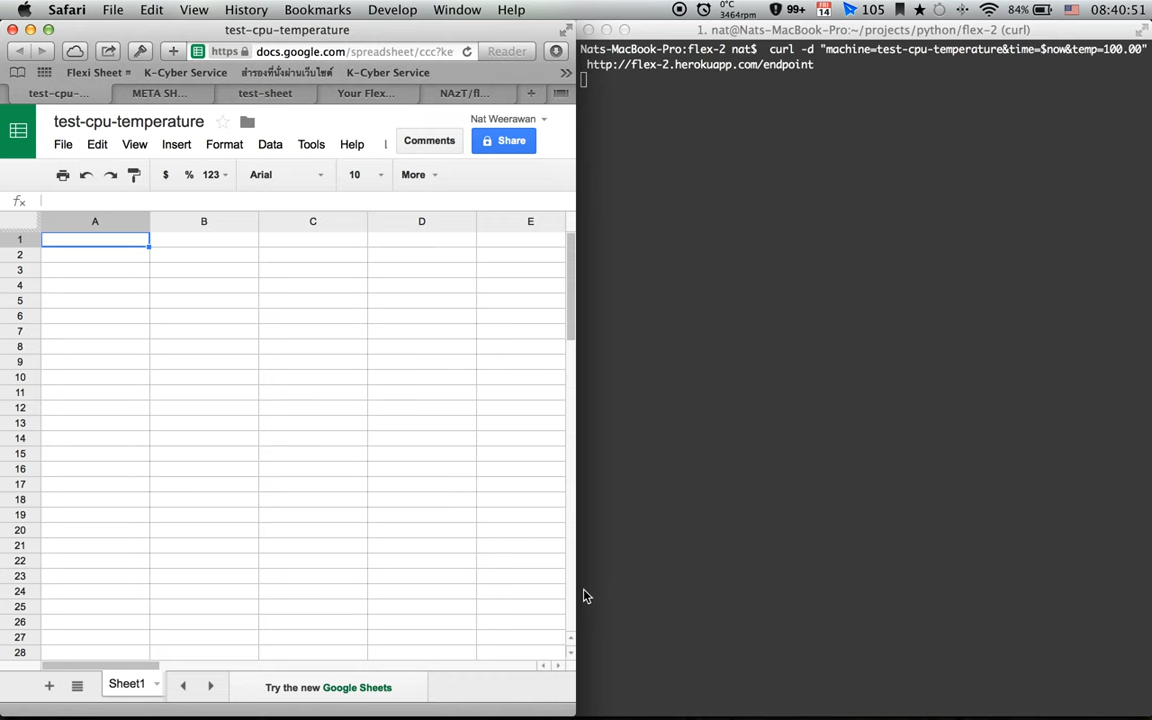 Safari File Edit View History Bookmarks Develop Window Help 0°C 3464rpm 99+ FRI 14 105 84% 08:40:51
test-cpu-temperature
https docs.google.com/spreadsheet/ccc?ke Reader
Flexi Sheet K-Cyber Service สำรองที่นั่งผ่านเว็บไซต์ K-Cyber Service »
test-cpu-... META SH... test-sheet Your Flex... NAzT/fl... +
test-cpu-temperature
Nat Weerawan
File Edit View Insert Format Data Tools Help Comments Share
$ % 123 Arial 10 More
fx
A B C D E
1
2
3
4
5
6
7
8
9
10
11
12
13
14
15
16
17
18
19
20
21
22
23
24
25
26
27
28
+ Sheet1 Try the new Google Sheets
1. nat@Nats-MacBook-Pro:~/projects/python/flex-2 (curl)
Nats-MacBook-Pro:flex-2 nat$ curl -d "machine=test-cpu-temperature&time=$now&temp=100.00"
http://flex-2.herokuapp.com/endpoint